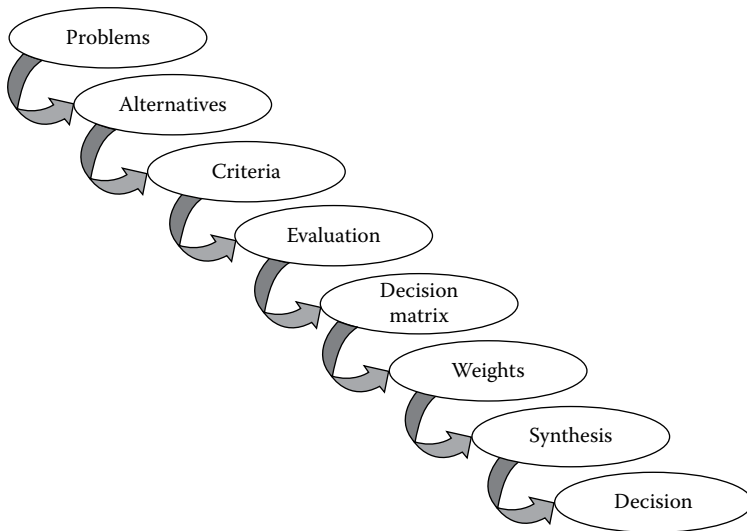 Problems
Alternatives
Criteria
Evaluation
Decision
matrix
Weights
Synthesis
Decision